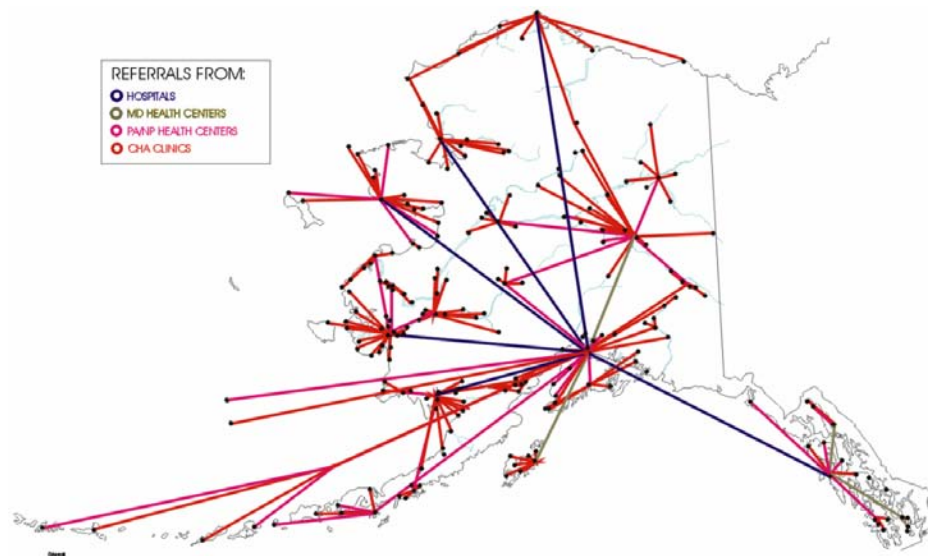 REFERRALS FROM:
HOSPITALS
MD HEALTH CENTERS
PA/NP HEALTH CENTERS
CHA CLINICS